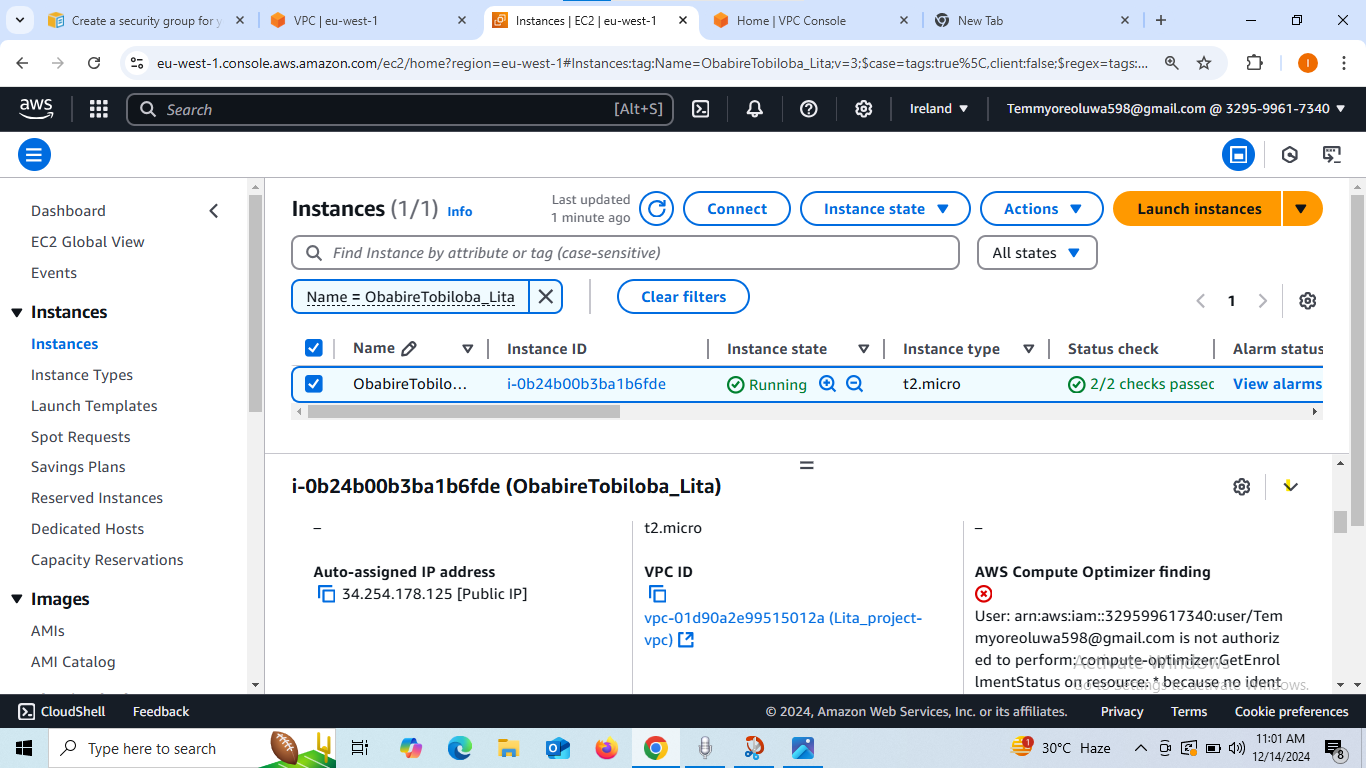 Create a security group for y
VPC | eu-west-1
Instances | EC2 | eu-west-1
Home | VPC Console
New Tab
eu-west-1.console.aws.amazon.com/ec2/home?region=eu-west-1#Instances:tag:Name=ObabireTobiloba_Lita;v=3;$case=tags:true%5C,client:false;$regex=tags:...
I
aws
Search
[Alt+S]
Ireland
Temmyoreoluwa598@gmail.com @ 3295-9961-7340
Dashboard
EC2 Global View
Events
Instances
Instances
Instance Types
Launch Templates
Spot Requests
Savings Plans
Reserved Instances
Dedicated Hosts
Capacity Reservations
Images
AMIs
AMI Catalog
Instances (1/1) Info
Last updated
1 minute ago
Connect
Instance state
Actions
Launch instances
Find Instance by attribute or tag (case-sensitive)
All states
Name = ObabireTobiloba_Lita
Clear filters
1
Name
Instance ID
Instance state
Instance type
Status check
Alarm status
ObabireTobilo...
i-0b24b00b3ba1b6fde
Running
t2.micro
2/2 checks passec
View alarms
i-0b24b00b3ba1b6fde (ObabireTobiloba_Lita)
–
t2.micro
–
Auto-assigned IP address
34.254.178.125 [Public IP]
VPC ID
vpc-01d90a2e99515012a (Lita_project-
vpc)
AWS Compute Optimizer finding
User: arn:aws:iam::329599617340:user/Tem
myoreoluwa598@gmail.com is not authoriz
ed to perform: compute-optimizer:GetEnrol
lmentStatus on resource: * because no ident
Activate Windows
Go to Settings to activate Windows.
CloudShell
Feedback
© 2024, Amazon Web Services, Inc. or its affiliates.
Privacy
Terms
Cookie preferences
Type here to search
30°C Haze
11:01 AM
12/14/2024
8